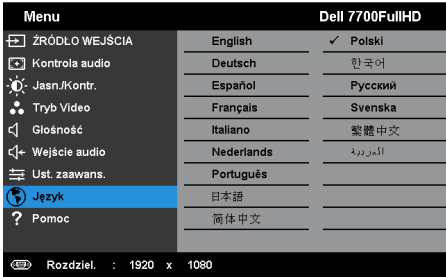 Menu Dell 7700FullHD
ŹRÓDŁO WEJŚCIA English ✓ Polski
Kontrola audio Deutsch 한국어
Jasn./Kontr. Español Русский
Tryb Video Français Svenska
Głośność Italiano 繁體中文
Wejście audio Nederlands العربية
Ust. zaawans. Português
Język 日本語
Pomoc 简体中文
Rozdziel. : 1920 x 1080